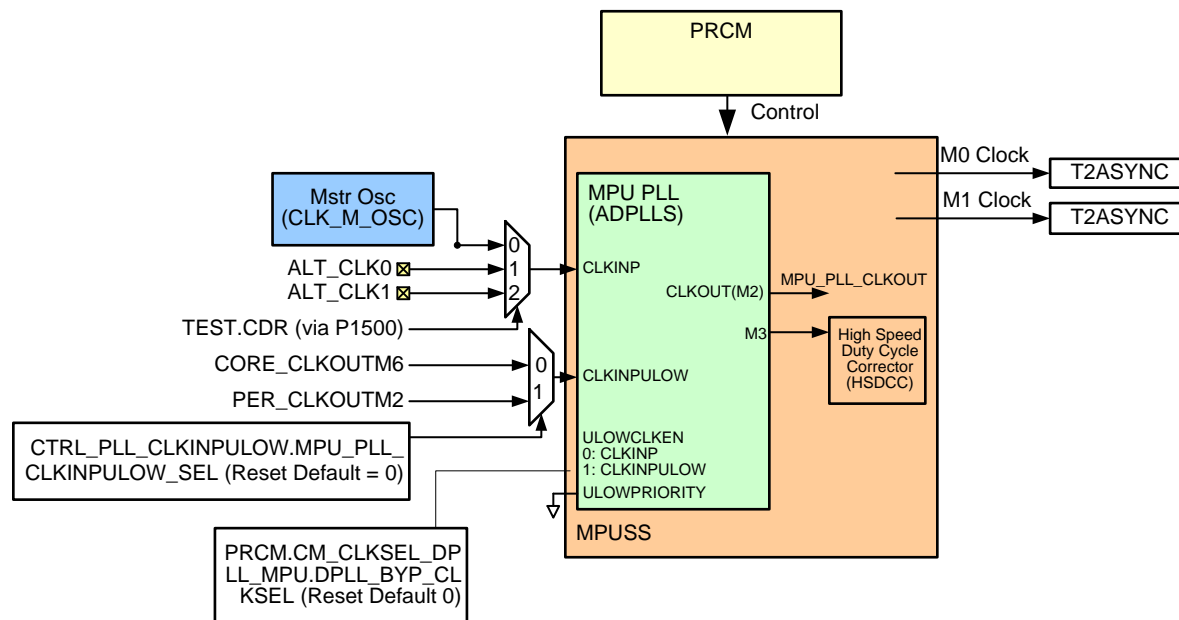 PRCM
Control
M0 Clock
T2ASYNC
M1 Clock
T2ASYNC
Mstr Osc
(CLK_M_OSC)
MPU PLL
(ADPLLS)
0
1
2
ALT_CLK0
ALT_CLK1
CLKINP
MPU_PLL_CLKOUT
CLKOUT(M2)
TEST.CDR (via P1500)
M3
High Speed
Duty Cycle
Corrector
(HSDCC)
CORE_CLKOUTM6
0
1
CLKINPULOW
PER_CLKOUTM2
CTRL_PLL_CLKINPULOW.MPU_PLL_
CLKINPULOW_SEL (Reset Default = 0)
ULOWCLKEN
0: CLKINP
1: CLKINPULOW
ULOWPRIORITY
MPUSS
PRCM.CM_CLKSEL_DP
LL_MPU.DPLL_BYP_CL
KSEL (Reset Default 0)